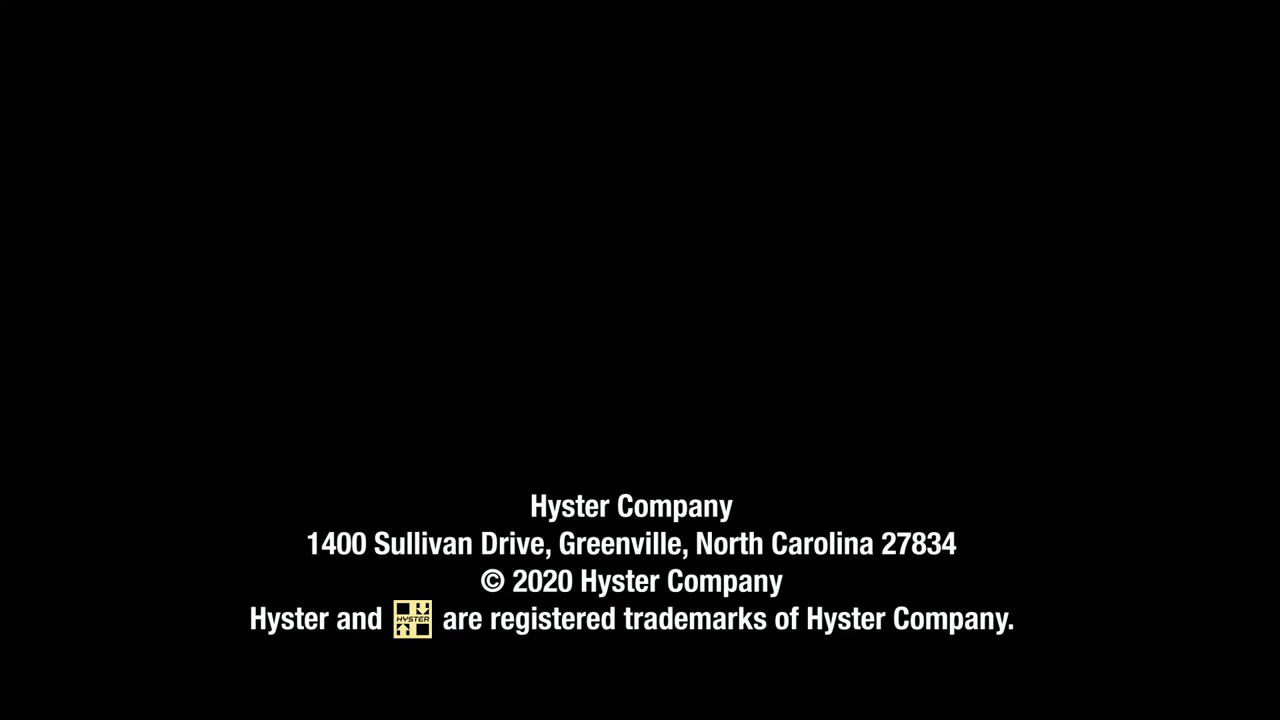 Hyster Company
1400 Sullivan Drive, Greenville, North Carolina 27834
© 2020 Hyster Company
Hyster and HYSTER are registered trademarks of Hyster Company.